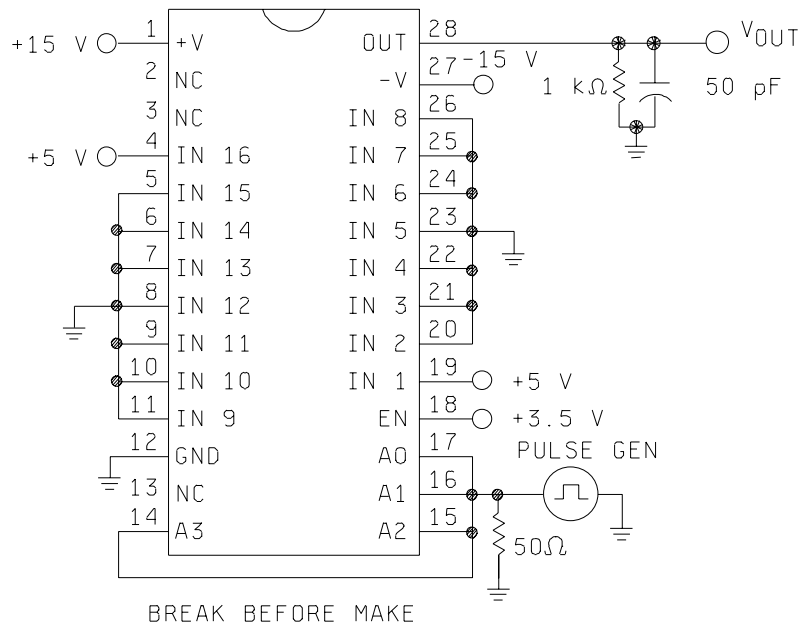 1 28
+15 V +V OUT VOUT
2 27 -15 V
NC -V 1 kΩ 50 pF
3 26
NC IN 8
4 25
+5 V IN 16 IN 7
5 24
IN 15 IN 6
6 23
IN 14 IN 5
7 22
IN 13 IN 4
8 21
IN 12 IN 3
9 20
IN 11 IN 2
10 19
IN 10 IN 1 +5 V
11 18
IN 9 EN +3.5 V
12 17
GND A0 PULSE GEN
13 16
NC A1
14 15
A3 A2 50Ω
BREAK BEFORE MAKE